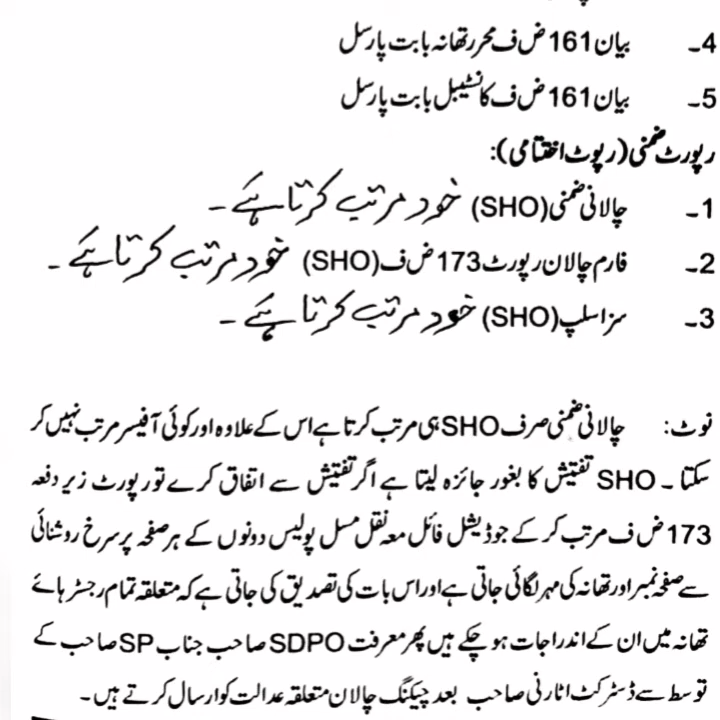 4۔ بیان 161 ض ف محرر تھانہ بابت پارسل
5۔ بیان 161 ض ف کانٹیبل بابت پارسل
رپورٹ ضمنی (رپوٹ اختتامی):
1۔ چالانی ضمنی (SHO) خود مرتب کرتا ہے ۔
2۔ فارم چالان رپورٹ 173 ض ف (SHO) خود مرتب کرتا ہے ۔
3۔ سزا سلپ (SHO) خود مرتب کرتا ہے ۔
نوٹ: چالانی ضمنی صرف SHO ہی مرتب کرتا ہے اس کے علاوہ اور کوئی آفیسر مرتب نہیں کر
سکتا ۔ SHO تفتیش کا بغور جائزہ لیتا ہے اگر تفتیش سے اتفاق کرے تو رپورٹ زیر دفعہ
173 ض ف مرتب کر کے جوڈیشل فائل معہ نقل مسل پولیس دونوں کے ہر صفحہ پر سرخ روشنائی
سے صفحہ نمبر اور تھانہ کی مہر لگائی جاتی ہے اور اس بات کی تصدیق کی جاتی ہے کہ متعلقہ تمام رجسٹر ہائے
تھانہ میں ان کے اندراجات ہو چکے ہیں پھر معرفت SDPO صاحب جناب SP صاحب کے
توسط سے ڈسٹرکٹ اٹارنی صاحب بعد چیکنگ چالان متعلقہ عدالت کو ارسال کرتے ہیں ۔